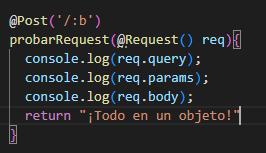 @Post('/:b')
probarRequest(@Request() req){
console.log(req.query);
console.log(req.params);
console.log(req.body);
return "¡Todo en un objeto!"
}